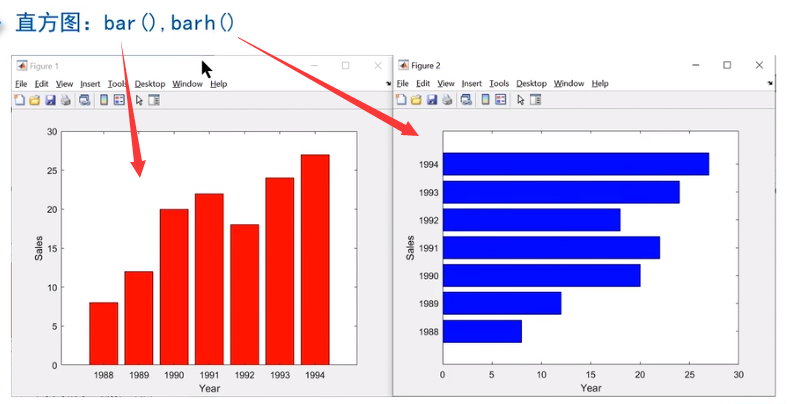 直方图：bar(),barh()
Figure 1
File Edit View Insert Tools Desktop Window Help
30
25
20
15
10
5
0
Sales
1988 1989 1990 1991 1992 1993 1994
Year
Figure 2
File Edit View Insert Tools Desktop Window Help
1994
1993
1992
1991
1990
1989
1988
Sales
0 5 10 15 20 25 30
Year